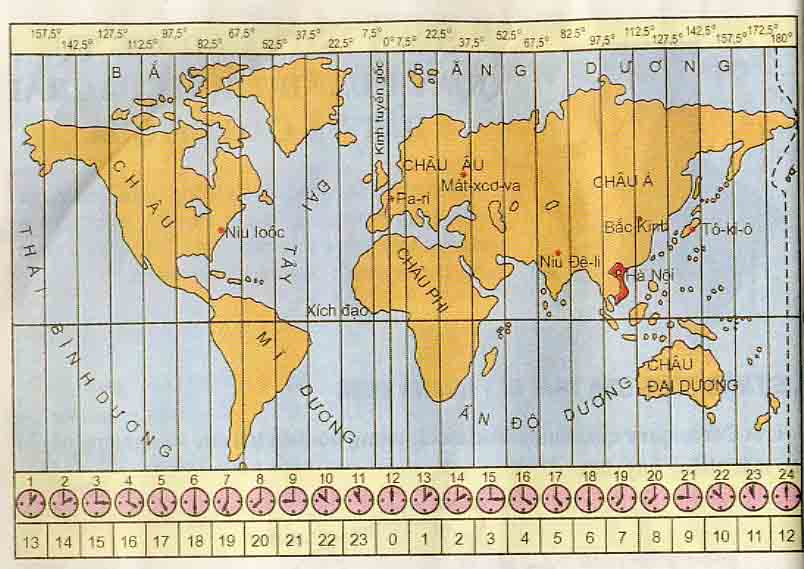 157,5° 127,5° 97,5° 67,5° 37,5° 7,5° 22,5° 52,5° 82.5° 112.5° 142,5° 172,5°
142,5° 112,5° 82,5° 52,5° 22,5° 0° 7,5° 37,5° 67,5° 97,5° 127,5° 157,5° 180°
BẮC BĂNG DƯƠNG
Kinh tuyến gốc
CHÂU ÂU
Mát-xcơ-va
CHÂU Á
CHÂU
MĨ
Pa-ri
ĐẠI
TÂY
DƯƠNG
Niu Ioóc
Bắc Kinh
Tô-ki-ô
Niu Đê-li
Hà Nội
CHÂU PHI
THÁI
BÌNH DƯƠNG
Xích đạo
CHÂU
ĐẠI DƯƠNG
ẤN ĐỘ DƯƠNG
1 2 3 4 5 6 7 8 9 10 11 12 13 14 15 16 17 18 19 20 21 22 23 24
13 14 15 16 17 18 19 20 21 22 23 0 1 2 3 4 5 6 7 8 9 10 11 12